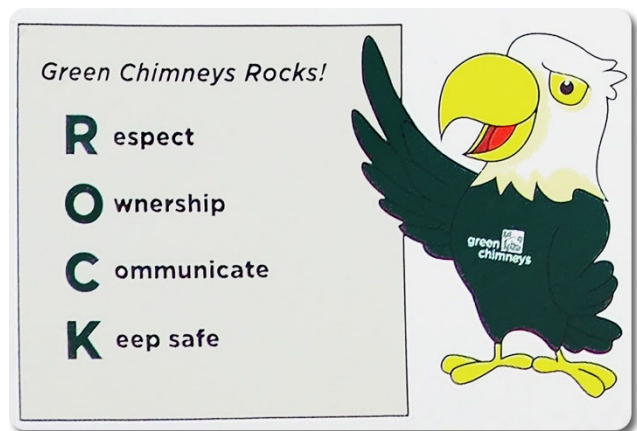 Green Chimneys Rocks!
R espect
O wnership
C ommunicate
K eep safe
green
chimneys